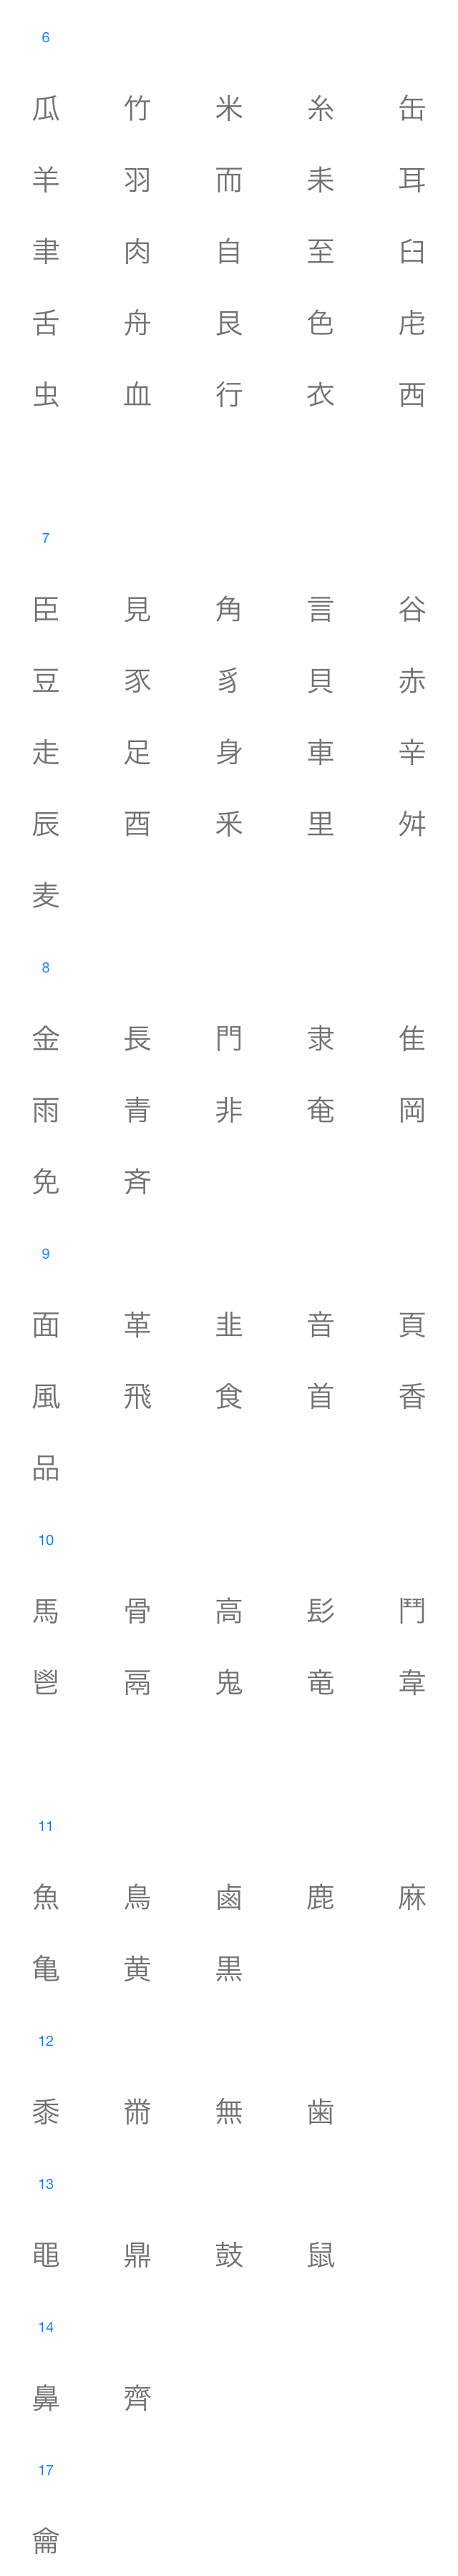 6
瓜 竹 米 糸 缶
羊 羽 而 耒 耳
聿 肉 自 至 臼
舌 舟 艮 色 虍
虫 血 行 衣 西
7
臣 見 角 言 谷
豆 豕 豸 貝 赤
走 足 身 車 辛
辰 酉 釆 里 舛
麦
8
金 長 門 隶 隹
雨 青 非 奄 岡
免 斉
9
面 革 韭 音 頁
風 飛 食 首 香
品
10
馬 骨 高 髟 鬥
鬯 鬲 鬼 竜 韋
11
魚 鳥 鹵 鹿 麻
亀 黄 黒
12
黍 黹 無 歯
13
黽 鼎 鼓 鼠
14
鼻 齊
17
龠